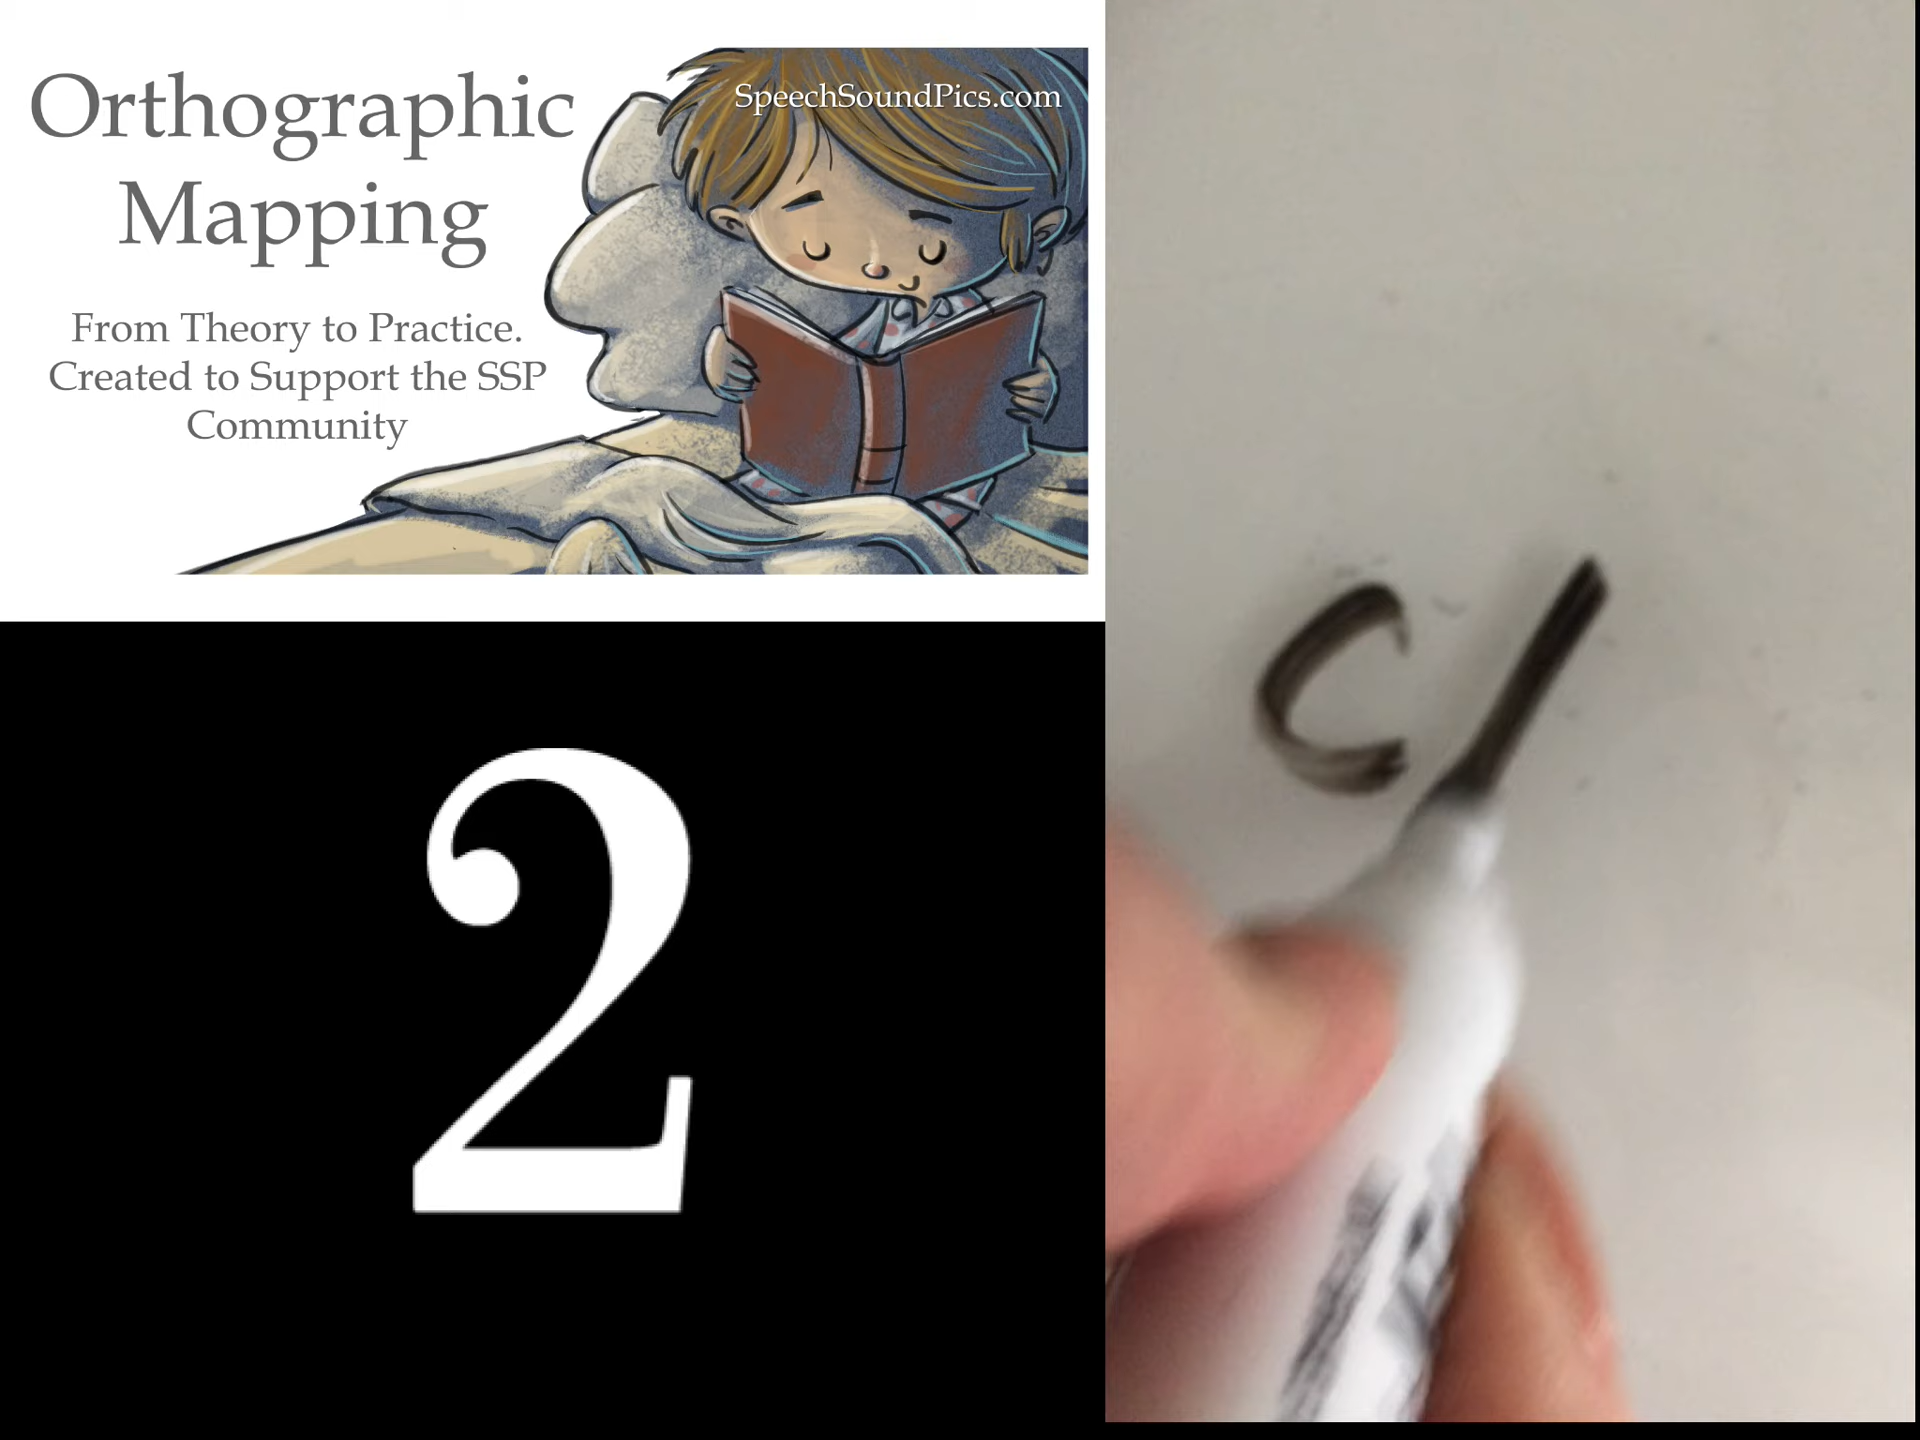 Orthographic
Mapping
SpeechSoundPics.com
From Theory to Practice.
Created to Support the SSP
Community
2
c